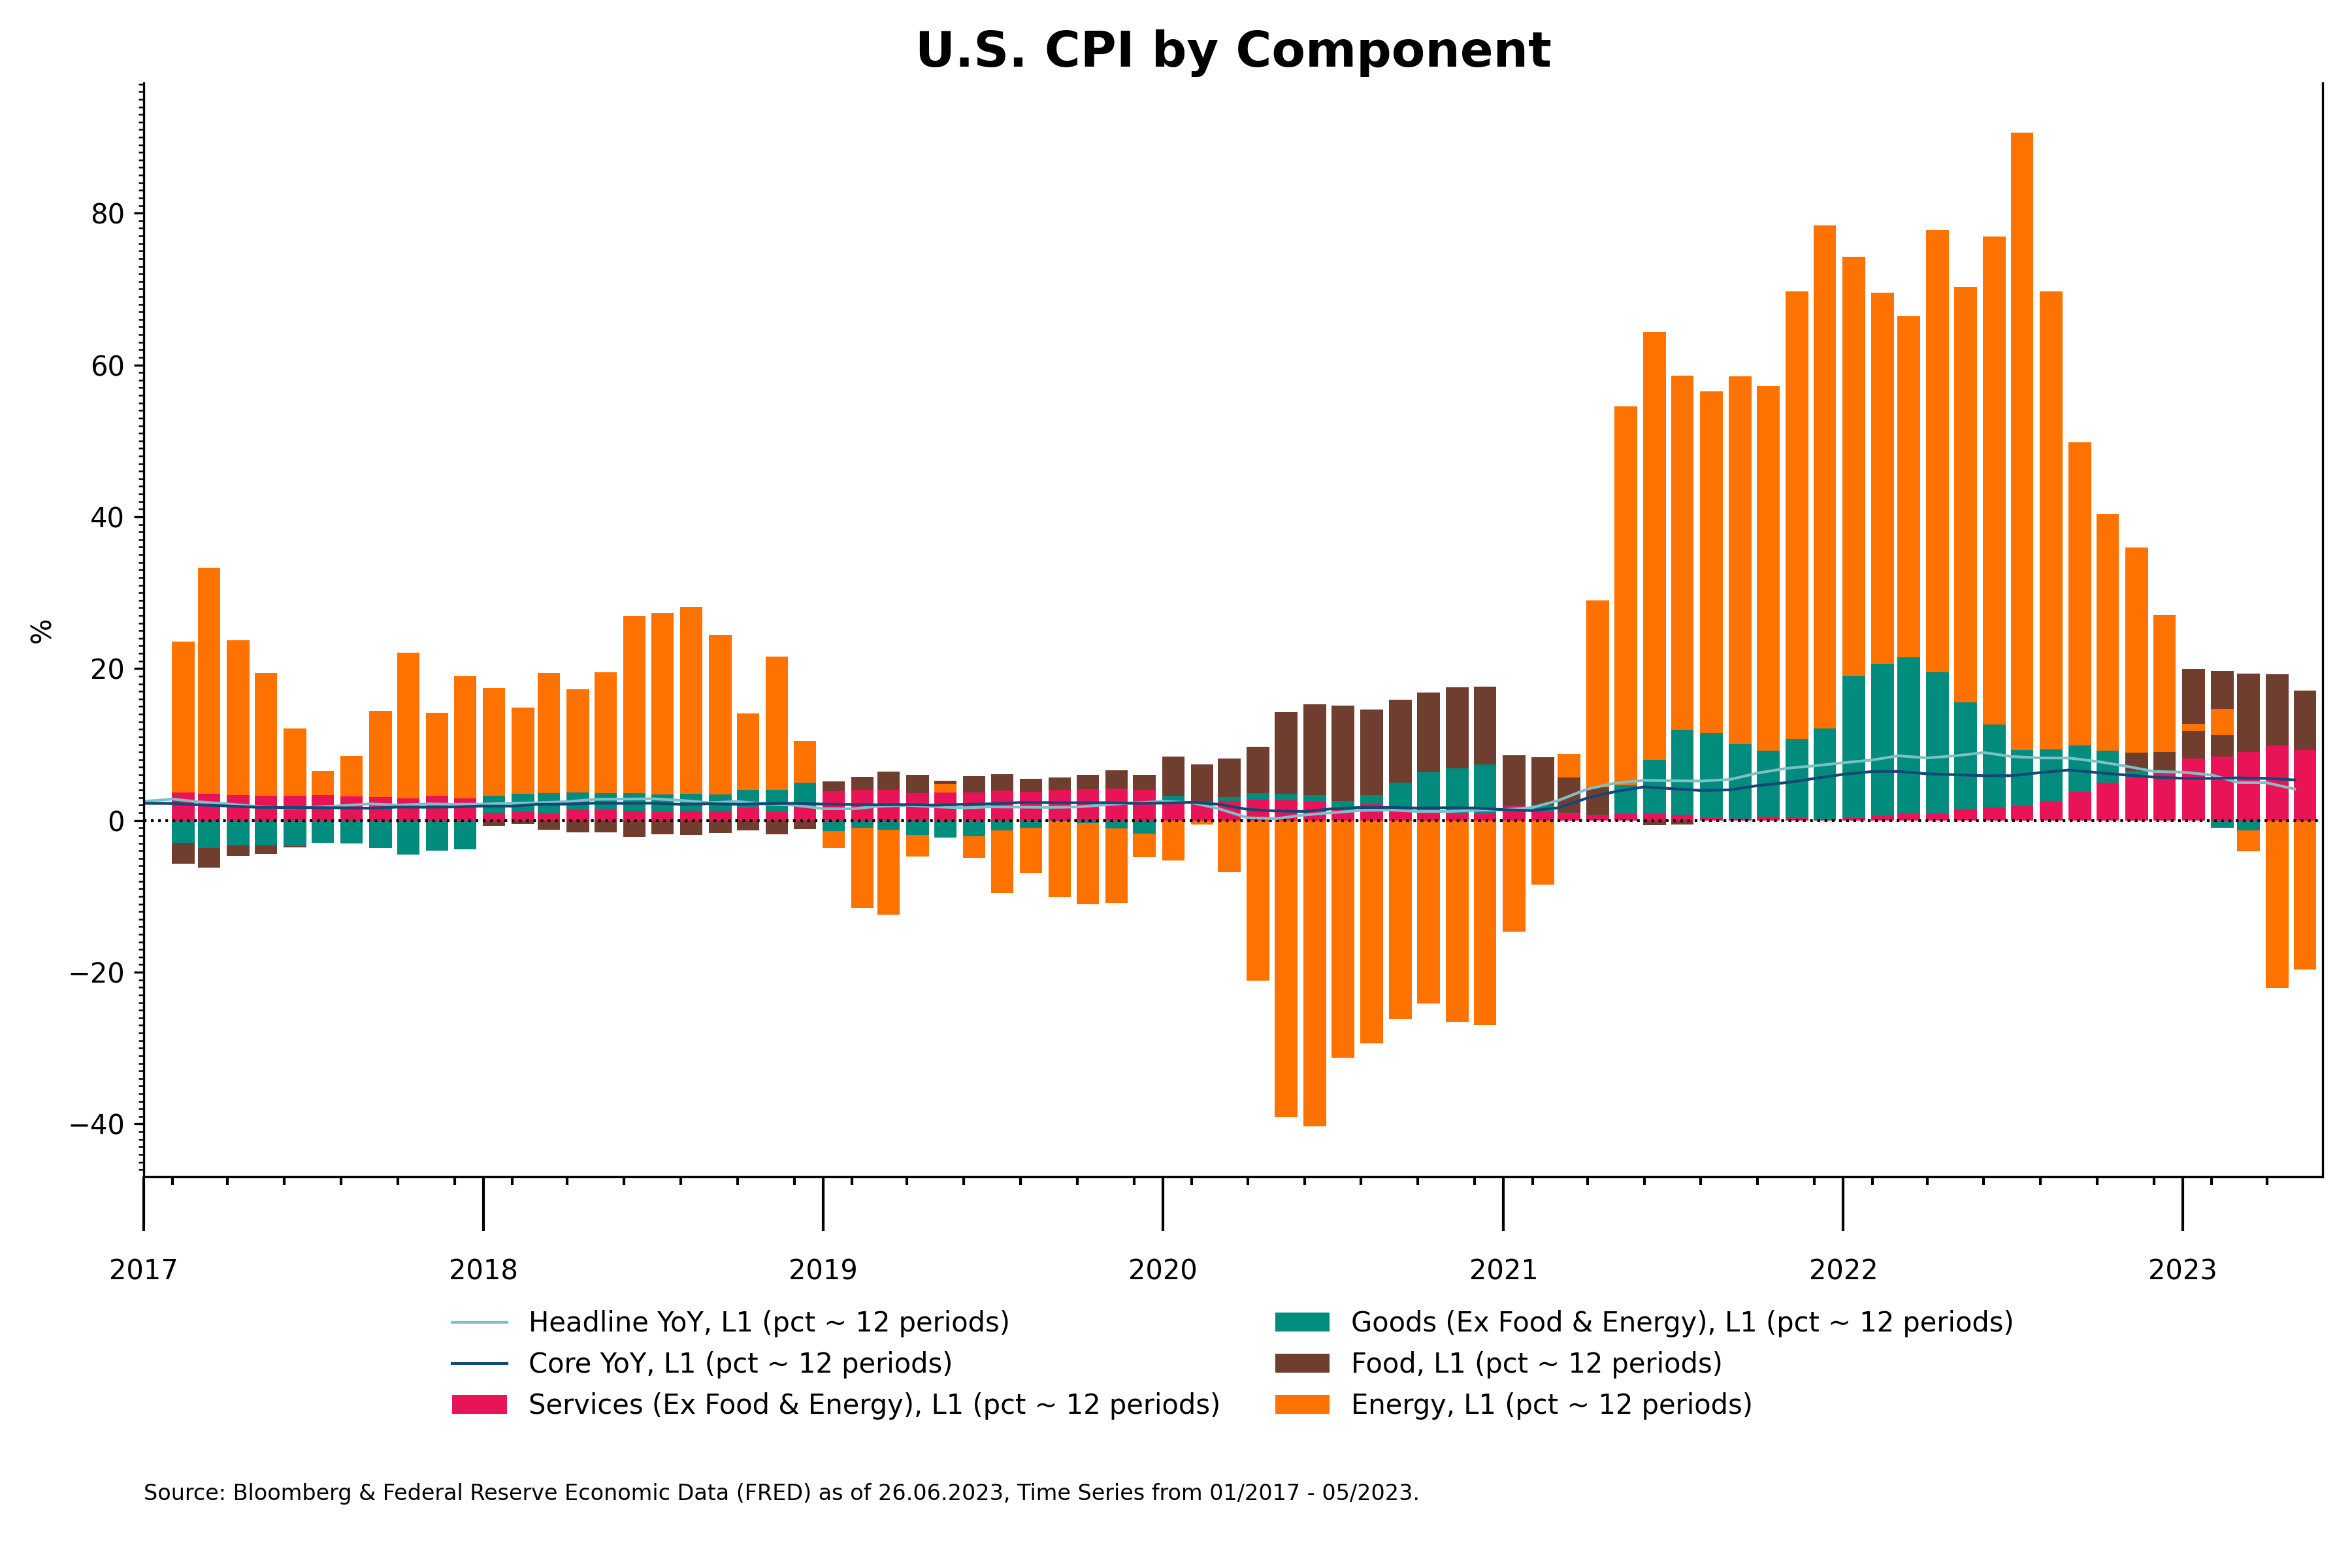 U.S. CPI by Component
%
80
60
40
20
0
−20
−40
2017
2018
2019
2020
2021
2022
2023
Headline YoY, L1 (pct ~ 12 periods)
Core YoY, L1 (pct ~ 12 periods)
Services (Ex Food & Energy), L1 (pct ~ 12 periods)
Goods (Ex Food & Energy), L1 (pct ~ 12 periods)
Food, L1 (pct ~ 12 periods)
Energy, L1 (pct ~ 12 periods)
Source: Bloomberg & Federal Reserve Economic Data (FRED) as of 26.06.2023, Time Series from 01/2017 - 05/2023.